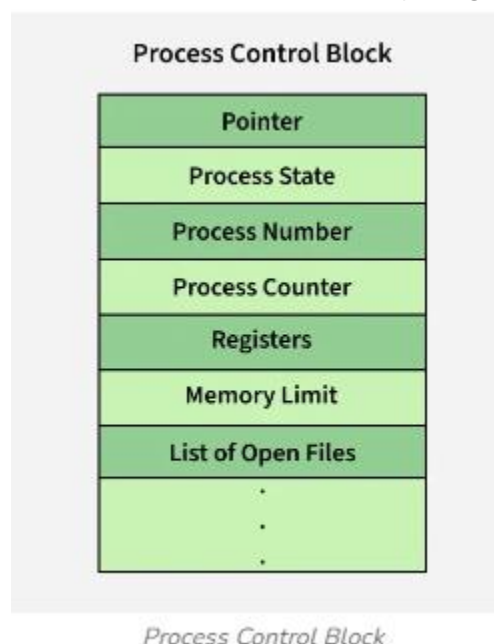 Process Control Block
Pointer
Process State
Process Number
Process Counter
Registers
Memory Limit
List of Open Files
.
.
.
Process Control Block